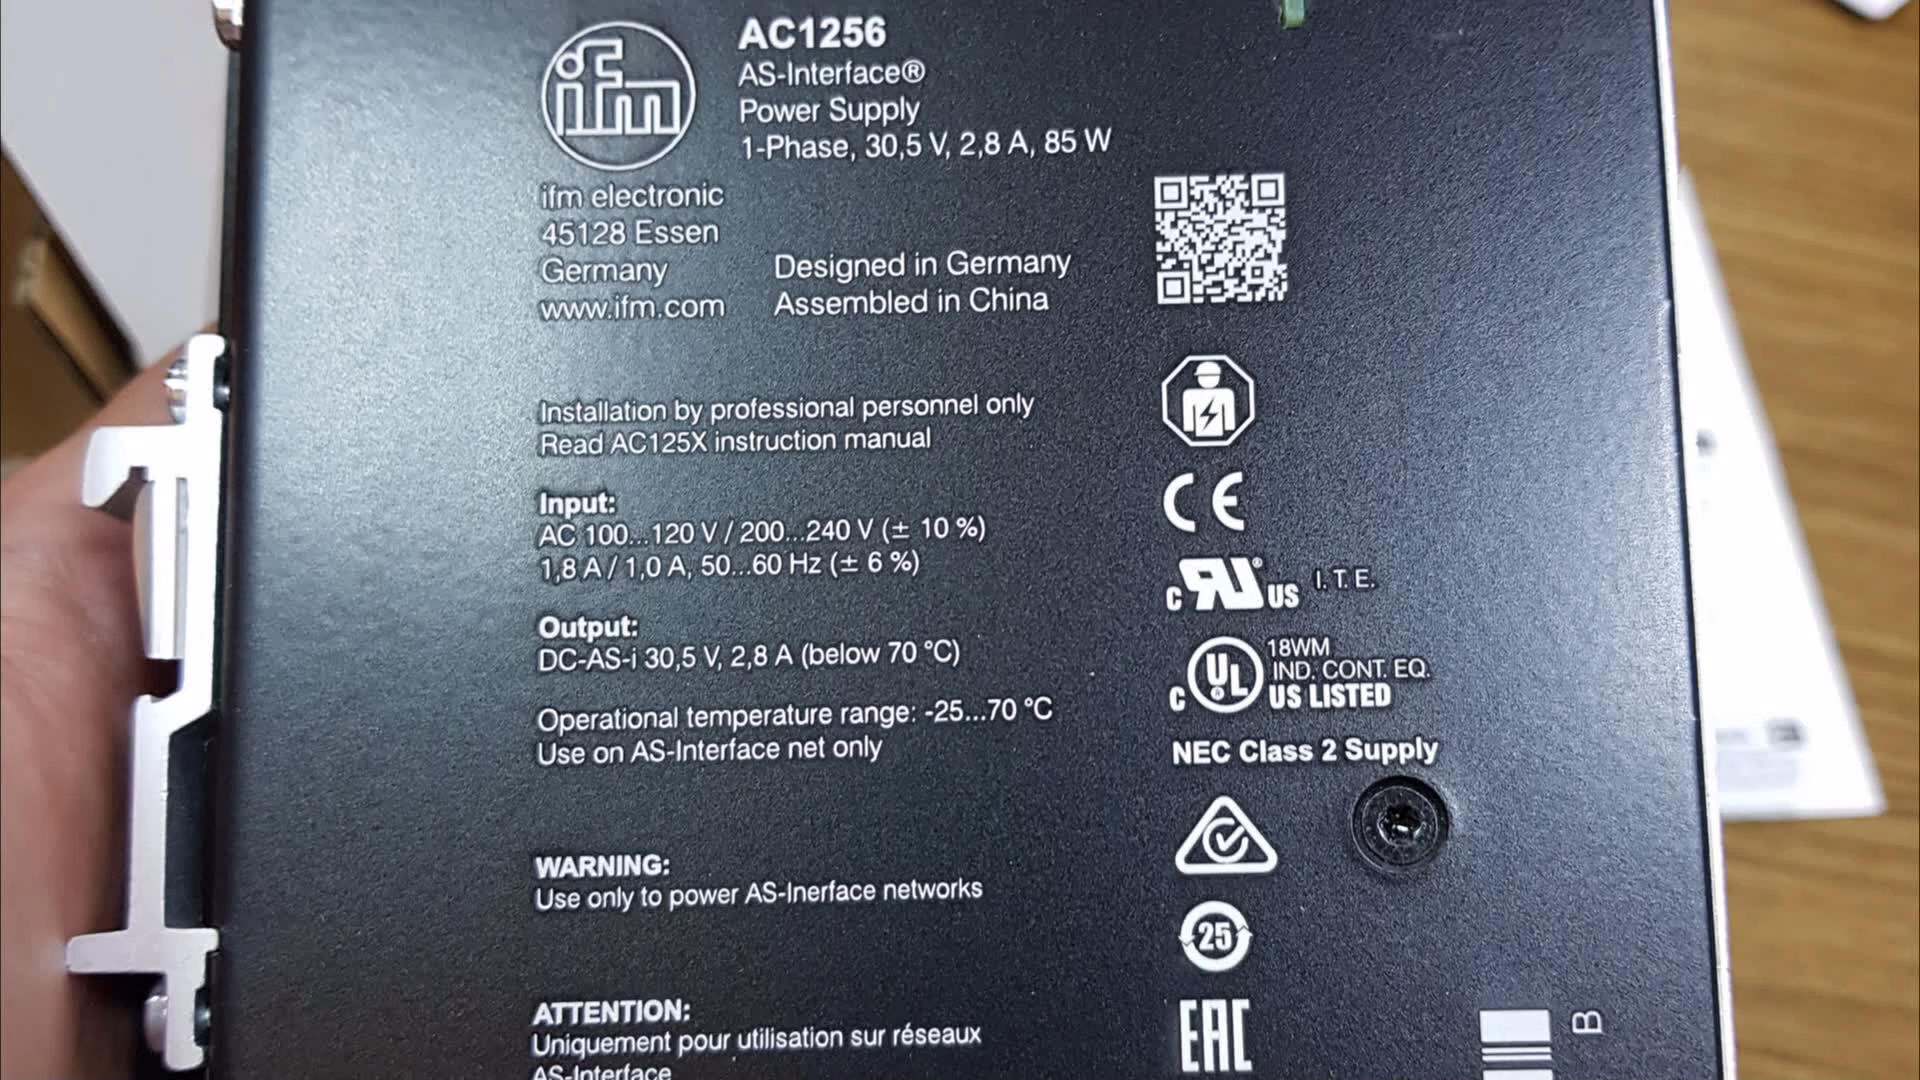 ifm
AC1256
AS-Interface®
Power Supply
1-Phase, 30,5 V, 2,8 A, 85 W
ifm electronic
45128 Essen
Germany
www.ifm.com
Designed in Germany
Assembled in China
Installation by professional personnel only
Read AC125X instruction manual
Input:
AC 100...120 V / 200...240 V (± 10 %)
1,8 A / 1,0 A, 50...60 Hz (± 6 %)
Output:
DC-AS-i 30,5 V, 2,8 A (below 70 °C)
Operational temperature range: -25...70 °C
Use on AS-Interface net only
WARNING:
Use only to power AS-Inerface networks
ATTENTION:
Uniquement pour utilisation sur réseaux
AS-Interface
CE
c RU® US I.T.E.
c UL® 18WM
IND. CONT. EQ.
US LISTED
NEC Class 2 Supply
25
EAC
B